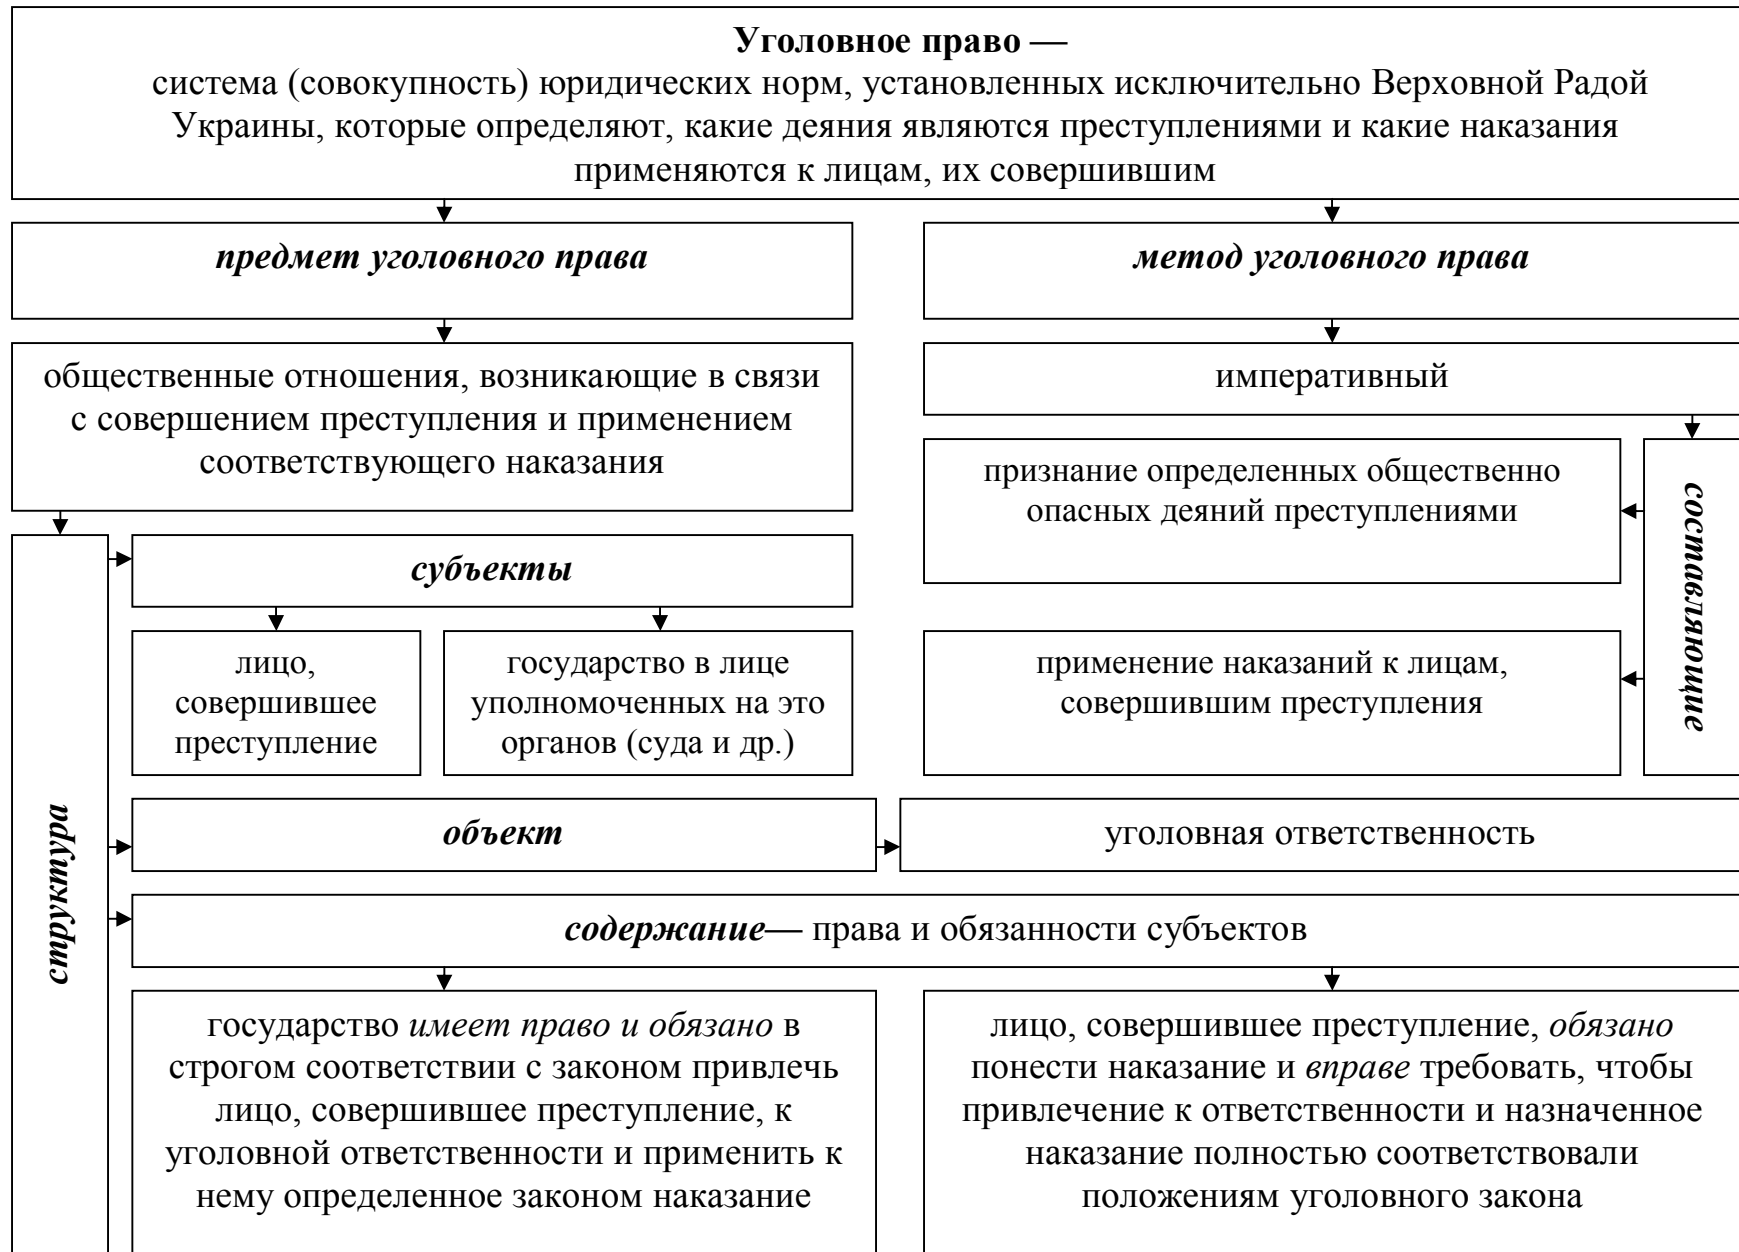 Уголовное право —
система (совокупность) юридических норм, установленных исключительно Верховной Радой
Украины, которые определяют, какие деяния являются преступлениями и какие наказания
применяются к лицам, их совершившим
предмет уголовного права
метод уголовного права
общественные отношения, возникающие в связи
с совершением преступления и применением
соответствующего наказания
императивный
составляющие
признание определенных общественно
опасных деяний преступлениями
применение наказаний к лицам,
совершившим преступления
структура
субъекты
лицо,
совершившее
преступление
государство в лице
уполномоченных на это
органов (суда и др.)
объект
уголовная ответственность
содержание— права и обязанности субъектов
государство имеет право и обязано в
строгом соответствии с законом привлечь
лицо, совершившее преступление, к
уголовной ответственности и применить к
нему определенное законом наказание
лицо, совершившее преступление, обязано
понести наказание и вправе требовать, чтобы
привлечение к ответственности и назначенное
наказание полностью соответствовали
положениям уголовного закона